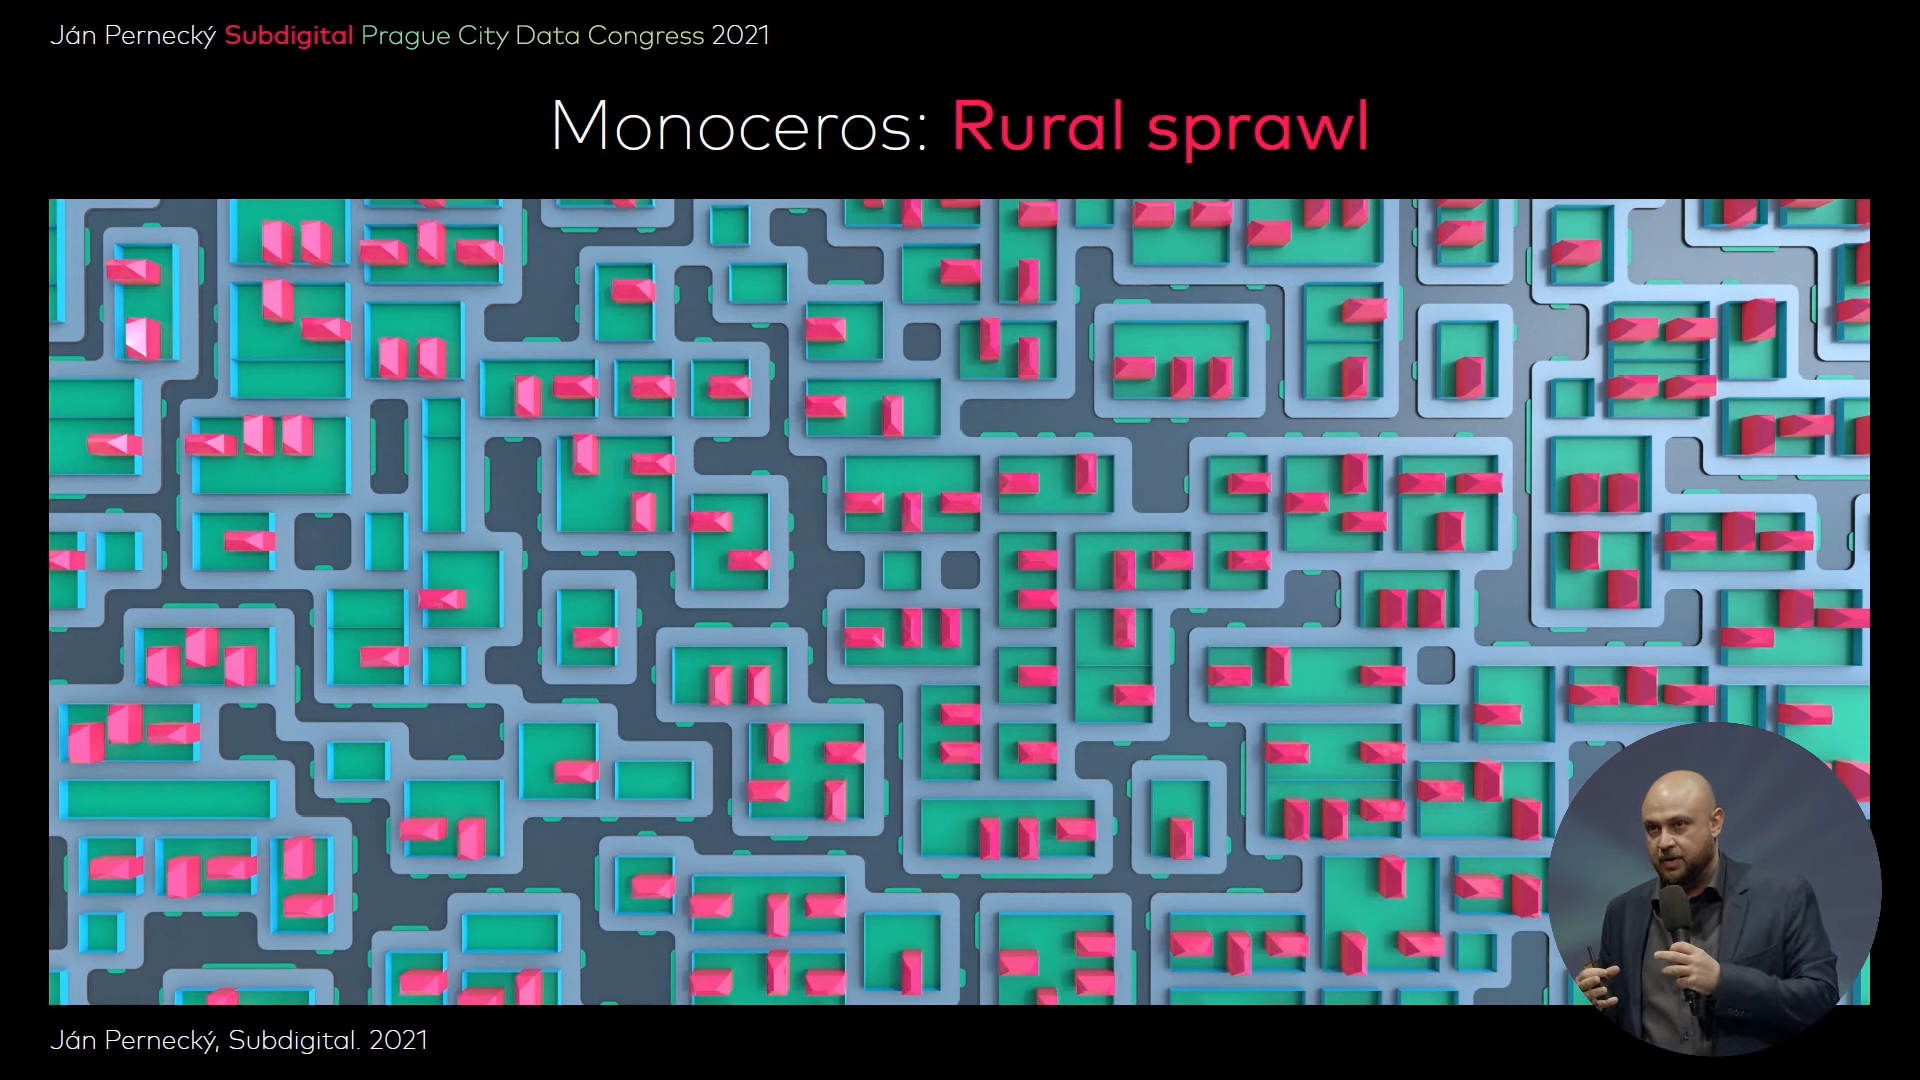 Ján Pernecký Subdigital Prague City Data Congress 2021
Monoceros: Rural sprawl
Ján Pernecký, Subdigital. 2021